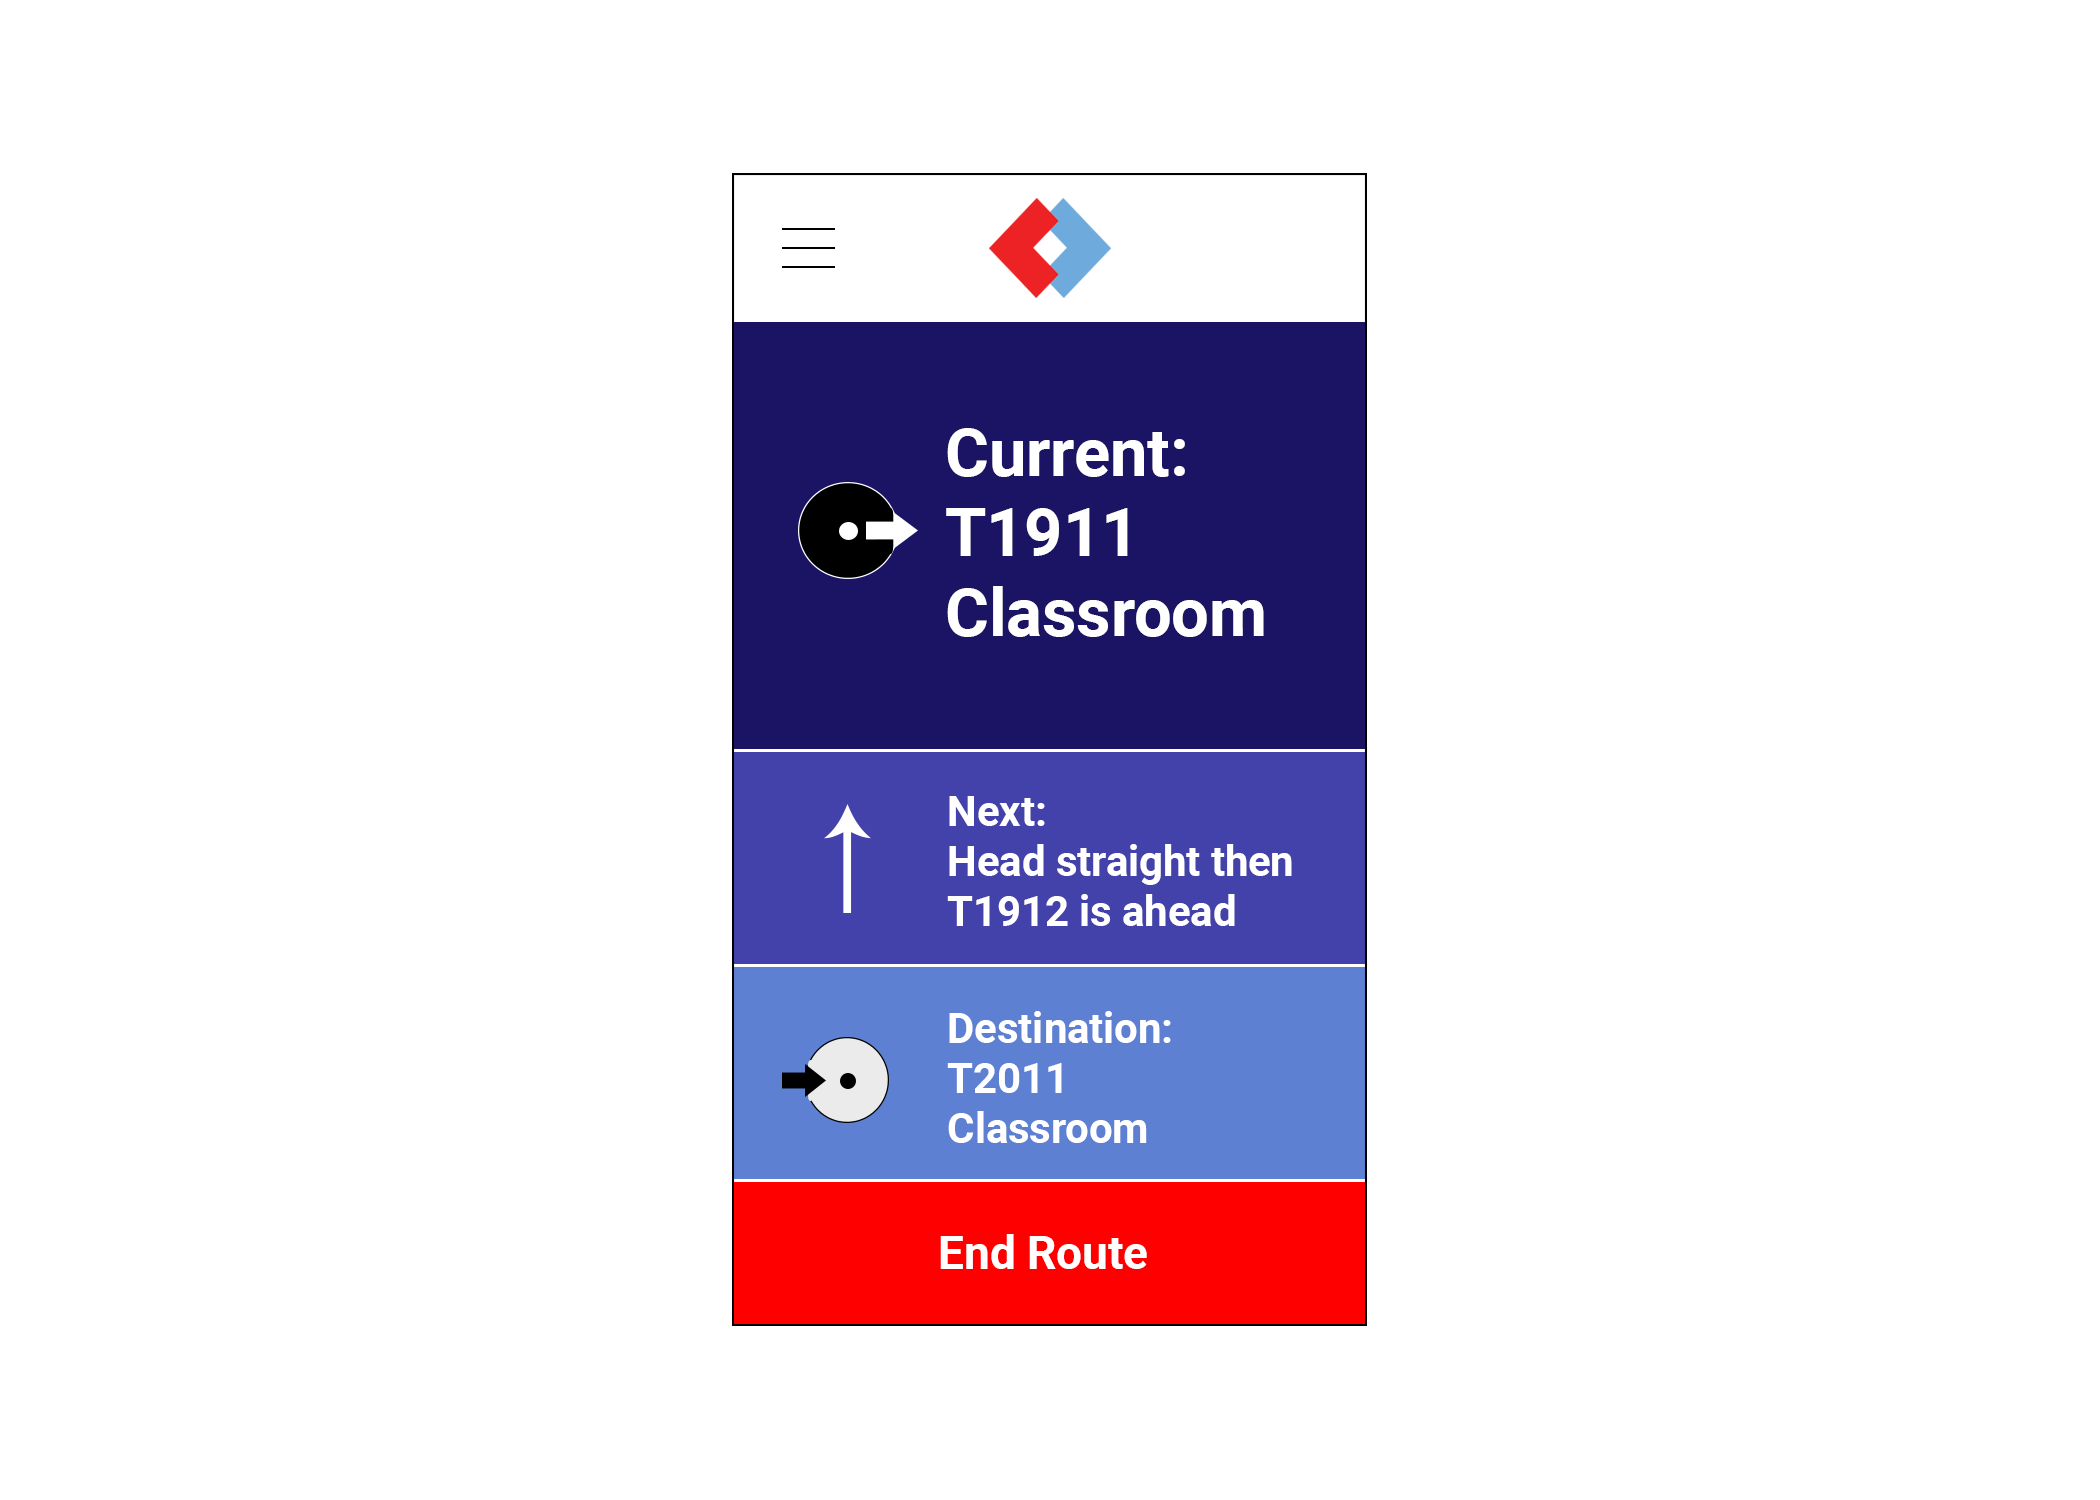 Current:
T1911
Classroom
Next:
Head straight then
T1912 is ahead
Destination:
T2011
Classroom
End Route